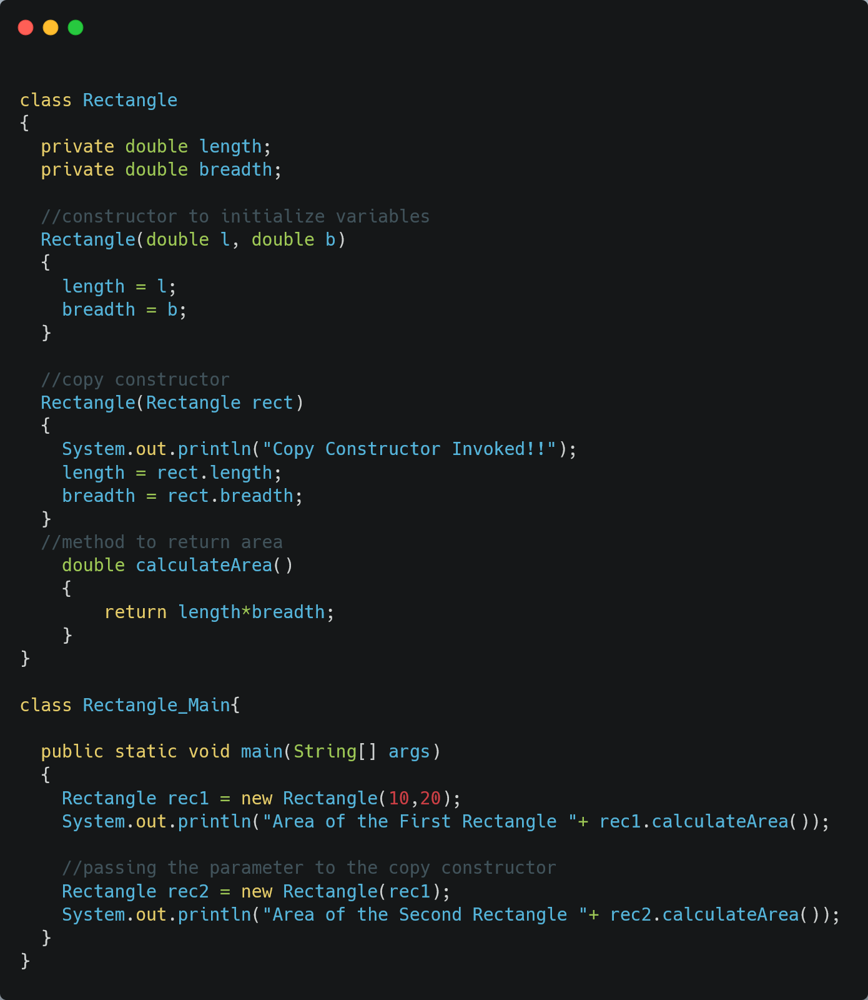 class Rectangle
{
  private double length;
  private double breadth;

  //constructor to initialize variables
  Rectangle(double l, double b)
  {
    length = l;
    breadth = b;
  }

  //copy constructor
  Rectangle(Rectangle rect)
  {
    System.out.println("Copy Constructor Invoked!!");
    length = rect.length;
    breadth = rect.breadth;
  }
  //method to return area
    double calculateArea()
    {
        return length*breadth;
    }
}

class Rectangle_Main{

  public static void main(String[] args)
  {
    Rectangle rec1 = new Rectangle(10,20);
    System.out.println("Area of the First Rectangle "+ rec1.calculateArea());

    //passing the parameter to the copy constructor
    Rectangle rec2 = new Rectangle(rec1);
    System.out.println("Area of the Second Rectangle "+ rec2.calculateArea());
  }
}